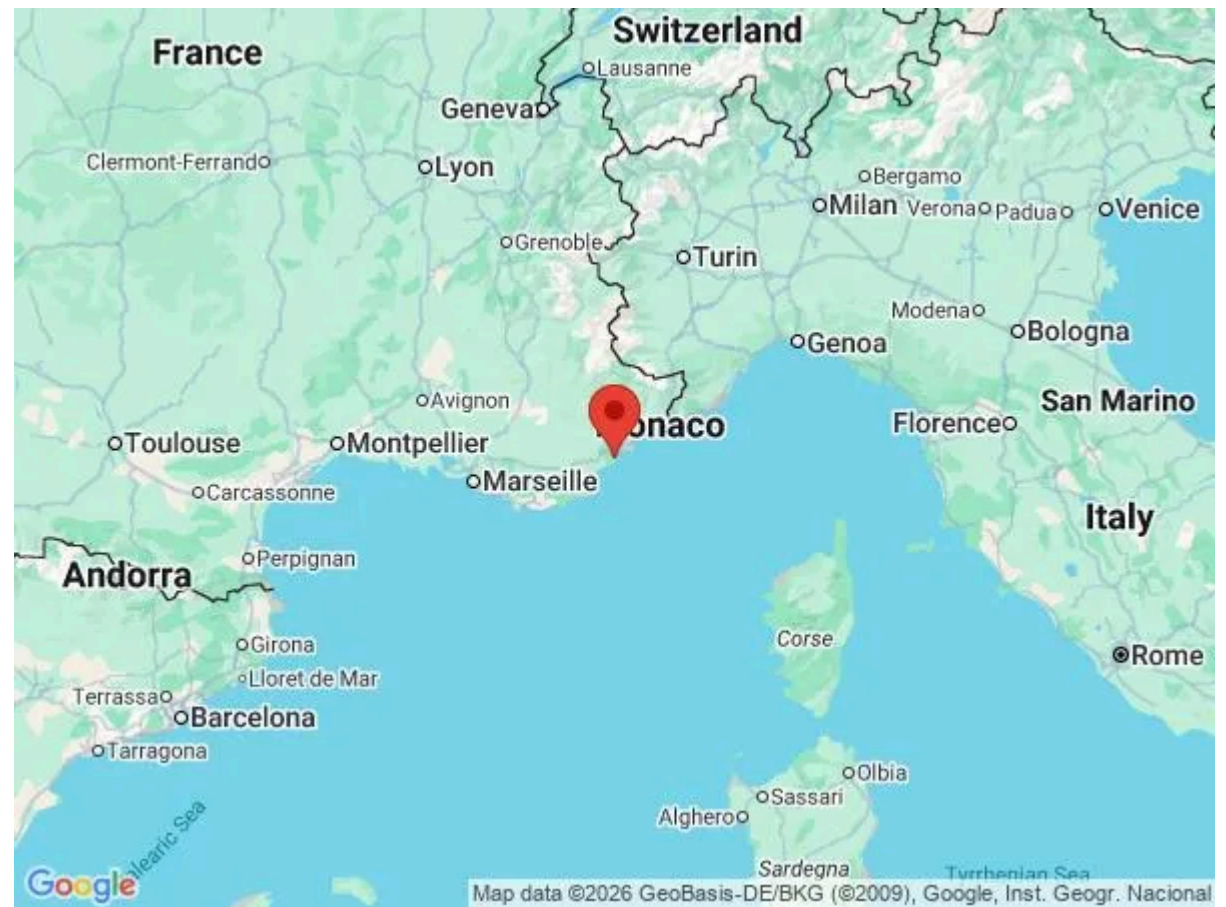 Switzerland
France
Lausanne
Geneva
Clermont-Ferrand
Lyon
Bergamo
Milan
Verona
Padua
Venice
Grenoble
Turin
Modena
Bologna
Genoa
Avignon
San Marino
Florence
Monaco
Toulouse
Montpellier
Marseille
Carcassonne
Italy
Perpignan
Andorra
Corse
Girona
Rome
Lloret de Mar
Terrassa
Barcelona
Tarragona
Olbia
Sassari
Alghero
Balearic Sea
Sardegna
Tyrrhenian Sea
Google
Map data ©2026 GeoBasis-DE/BKG (©2009), Google, Inst. Geogr. Nacional